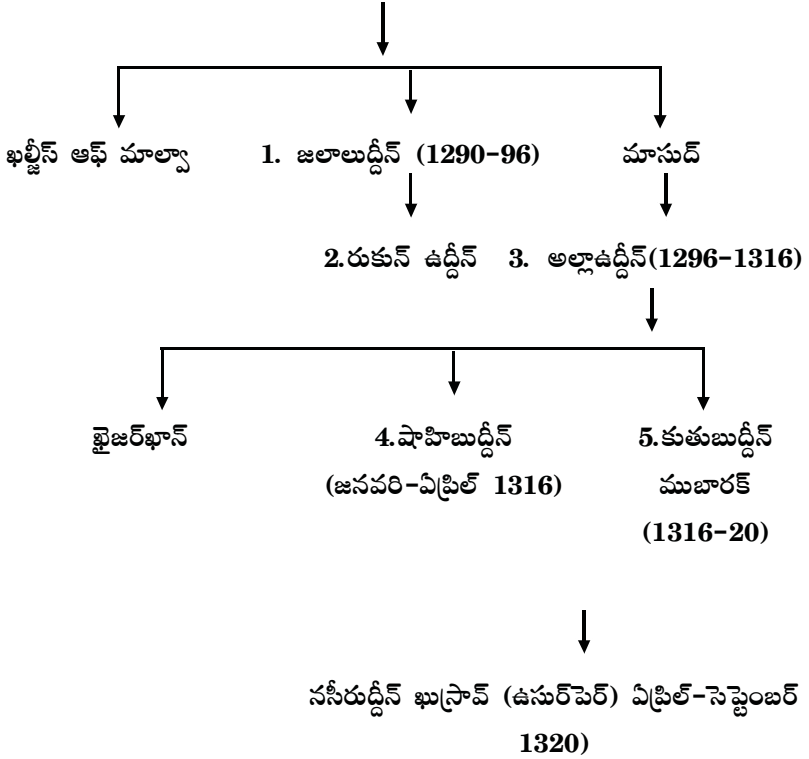 ఖల్జీస్ ఆఫ్ మాల్వా 1. జలాలుద్దీన్ (1290-96) మాసుద్
2.రుకున్ ఉద్దీన్ 3. అల్లాఉద్దీన్(1296-1316)
ఖైజర్‌ఖాన్ 4.షాహిబుద్దీన్ 5.కుతుబుద్దీన్
(జనవరి-ఏప్రిల్ 1316) ముబారక్
(1316-20)
నసీరుద్దీన్ ఖుస్రావ్ (ఉసుర్‌పెర్) ఏప్రిల్-సెప్టెంబర్
1320)